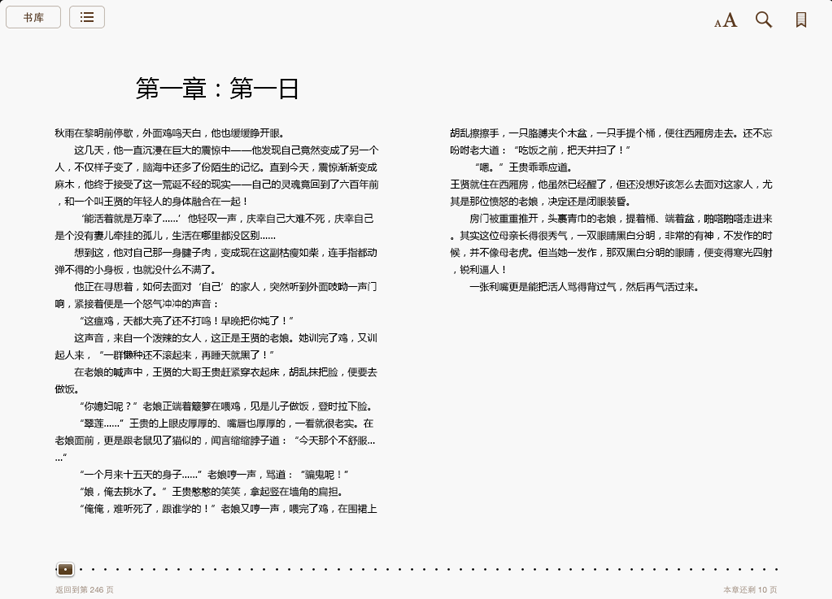 书库
AA
第一章：第一日
秋雨在黎明前停歇，外面鸡鸣天白，他也缓缓睁开眼。
这几天，他一直沉浸在巨大的震惊中——他发现自己竟然变成了另一个
人，不仅样子变了，脑海中还多了份陌生的记忆。直到今天，震惊渐渐变成
麻木，他终于接受了这一荒诞不经的现实——自己的灵魂竟回到了六百年前
，和一个叫王贤的年轻人的身体融合在一起！
‘能活着就是万幸了……’他轻叹一声，庆幸自己大难不死，庆幸自己
是个没有妻儿牵挂的孤儿，生活在哪里都没区别……
想到这，他对自己那一身腱子肉，变成现在这副枯瘦如柴，连手指都动
弹不得的小身板，也就没什么不满了。
他正在寻思着，如何去面对‘自己’的家人，突然听到外面吱呦一声门
响，紧接着便是一个怒气冲冲的声音：
“这瘟鸡，天都大亮了还不打鸣！早晚把你炖了！”
这声音，来自一个泼辣的女人，这正是王贤的老娘。她训完了鸡，又训
起人来，“一群懒种还不滚起来，再睡天就黑了！”
在老娘的喊声中，王贤的大哥王贵赶紧穿衣起床，胡乱抹把脸，便要去
做饭。
“你媳妇呢？”老娘正端着簸箩在喂鸡，见是儿子做饭，登时拉下脸。
“翠莲……”王贵的上眼皮厚厚的、嘴唇也厚厚的，一看就很老实。在
老娘面前，更是跟老鼠见了猫似的，闻言缩缩脖子道：“今天那个不舒服…
…“
“一个月来十五天的身子……”老娘哼一声，骂道：“骗鬼呢！”
“娘，俺去挑水了。”王贵憨憨的笑笑，拿起竖在墙角的扁担。
“俺俺，难听死了，跟谁学的！”老娘又哼一声，喂完了鸡，在围裙上
胡乱擦擦手，一只胳膊夹个木盆，一只手提个桶，便往西厢房走去。还不忘
吩咐老大道：“吃饭之前，把天井扫了！”
“嗯。”王贵乖乖应道。
王贤就住在西厢房，他虽然已经醒了，但还没想好该怎么去面对这家人，尤
其是那位愤怒的老娘，决定还是闭眼装昏。
房门被重重推开，头裹青巾的老娘，提着桶、端着盆，啪嗒啪嗒走进来
。其实这位母亲长得很秀气，一双眼睛黑白分明，非常的有神，不发作的时
候，并不像母老虎。但当她一发作，那双黑白分明的眼睛，便变得寒光四射
，锐利逼人！
一张利嘴更是能把活人骂得背过气，然后再气活过来。
返回到第 246 页
本章还剩 10 页